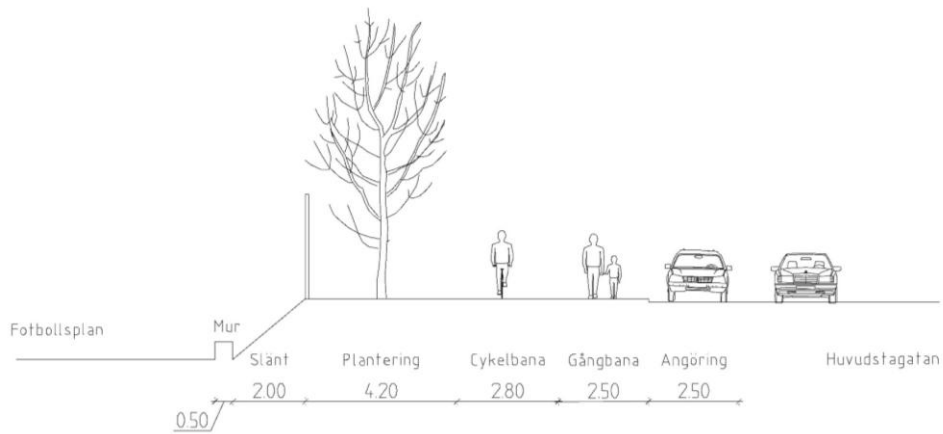 Fotbollsplan
Mur
Slänt Plantering Cykelbana Gångbana Angöring Huvudstagatan
2.00 4.20 2.80 2.50 2.50
0.50